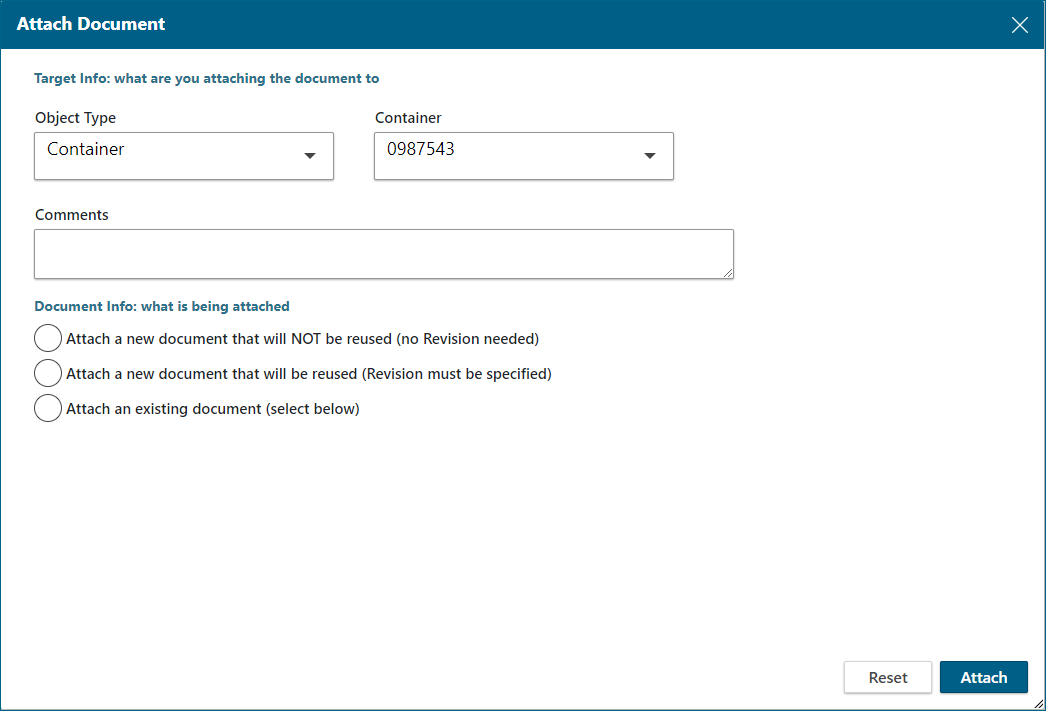 Attach Document
Target Info: what are you attaching the document to
Object Type
Container
Container
0987543
Comments
Document Info: what is being attached
Attach a new document that will NOT be reused (no Revision needed)
Attach a new document that will be reused (Revision must be specified)
Attach an existing document (select below)
Reset
Attach